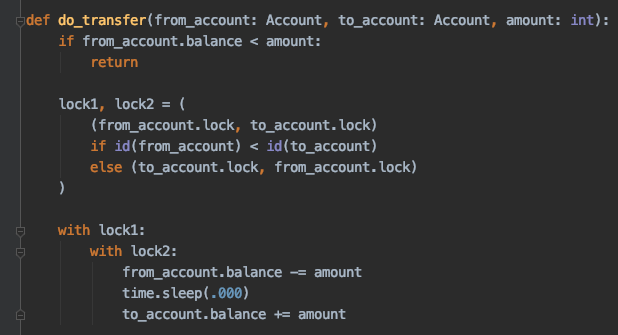 def do_transfer(from_account: Account, to_account: Account, amount: int):
    if from_account.balance < amount:
        return

    lock1, lock2 = (
        (from_account.lock, to_account.lock)
        if id(from_account) < id(to_account)
        else (to_account.lock, from_account.lock)
    )

    with lock1:
        with lock2:
            from_account.balance -= amount
            time.sleep(.000)
            to_account.balance += amount